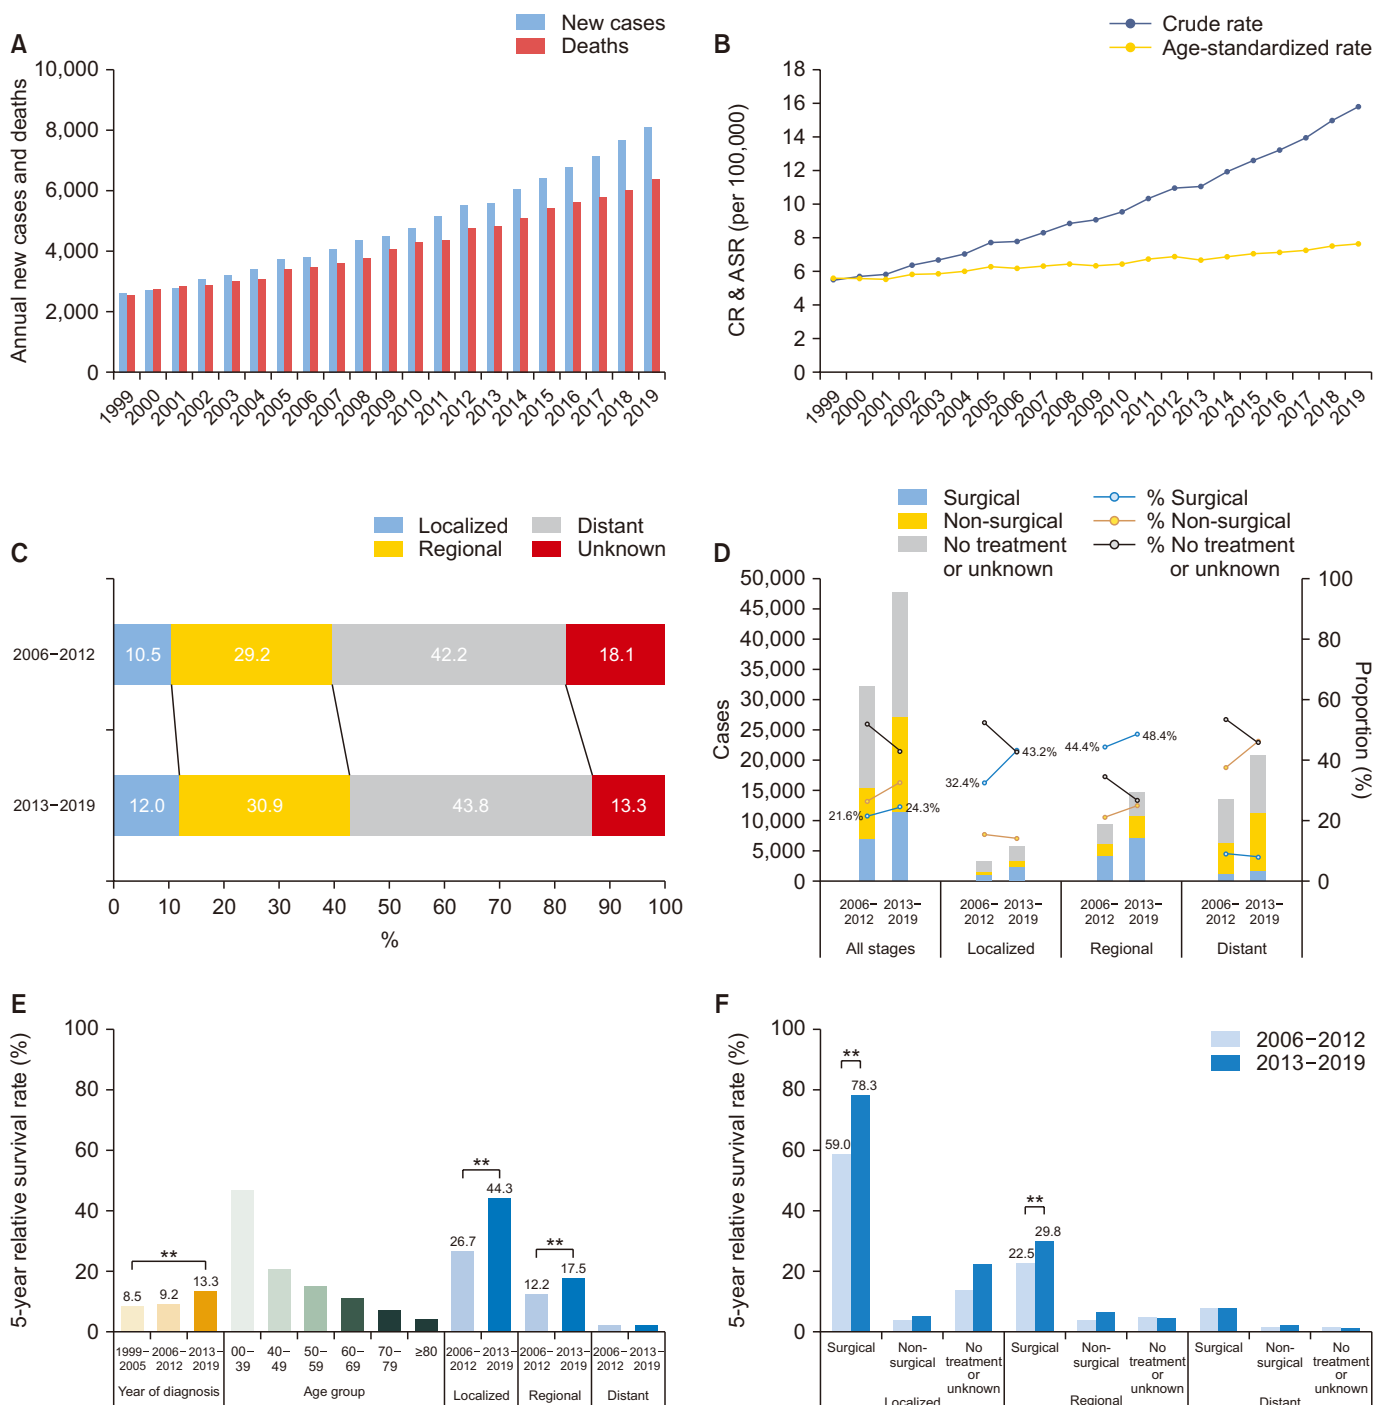 A
New cases
Deaths
Annual new cases and deaths
10,000
8,000
6,000
4,000
2,000
0
1999
2000
2001
2002
2003
2004
2005
2006
2007
2008
2009
2010
2011
2012
2013
2014
2015
2016
2017
2018
2019
B
Crude rate
Age-standardized rate
CR & ASR (per 100,000)
18
16
14
12
10
8
6
4
2
0
1999
2000
2001
2002
2003
2004
2005
2006
2007
2008
2009
2010
2011
2012
2013
2014
2015
2016
2017
2018
2019
C
Localized
Distant
Regional
Unknown
2006−2012
10.5
29.2
42.2
18.1
2013−2019
12.0
30.9
43.8
13.3
0 10 20 30 40 50 60 70 80 90 100
%
D
Surgical
Non-surgical
No treatment
or unknown
% Surgical
% Non-surgical
% No treatment
or unknown
Cases
50,000
45,000
40,000
35,000
30,000
25,000
20,000
15,000
10,000
5,000
0
Proportion (%)
100
80
60
40
20
0
21.6%
24.3%
32.4%
43.2%
44.4%
48.4%
2006−
2012
2013−
2019
2006−
2012
2013−
2019
2006−
2012
2013−
2019
2006−
2012
2013−
2019
All stages
Localized
Regional
Distant
E
5-year relative survival rate (%)
100
80
60
40
20
0
8.5
9.2
13.3
**
26.7
44.3
**
12.2
17.5
**
1999−
2005
2006−
2012
2013−
2019
00−
39
40−
49
50−
59
60−
69
70−
79
≥80
2006−
2012
2013−
2019
2006−
2012
2013−
2019
2006−
2012
2013−
2019
Year of diagnosis
Age group
Localized
Regional
Distant
F
2006−2012
2013−2019
5-year relative survival rate (%)
100
80
60
40
20
0
59.0
78.3
**
22.5
29.8
**
Surgical
Non-
surgical
No
treatment
or
unknown
Surgical
Non-
surgical
No
treatment
or
unknown
Surgical
Non-
surgical
No
treatment
or
unknown
Localized
Regional
Distant